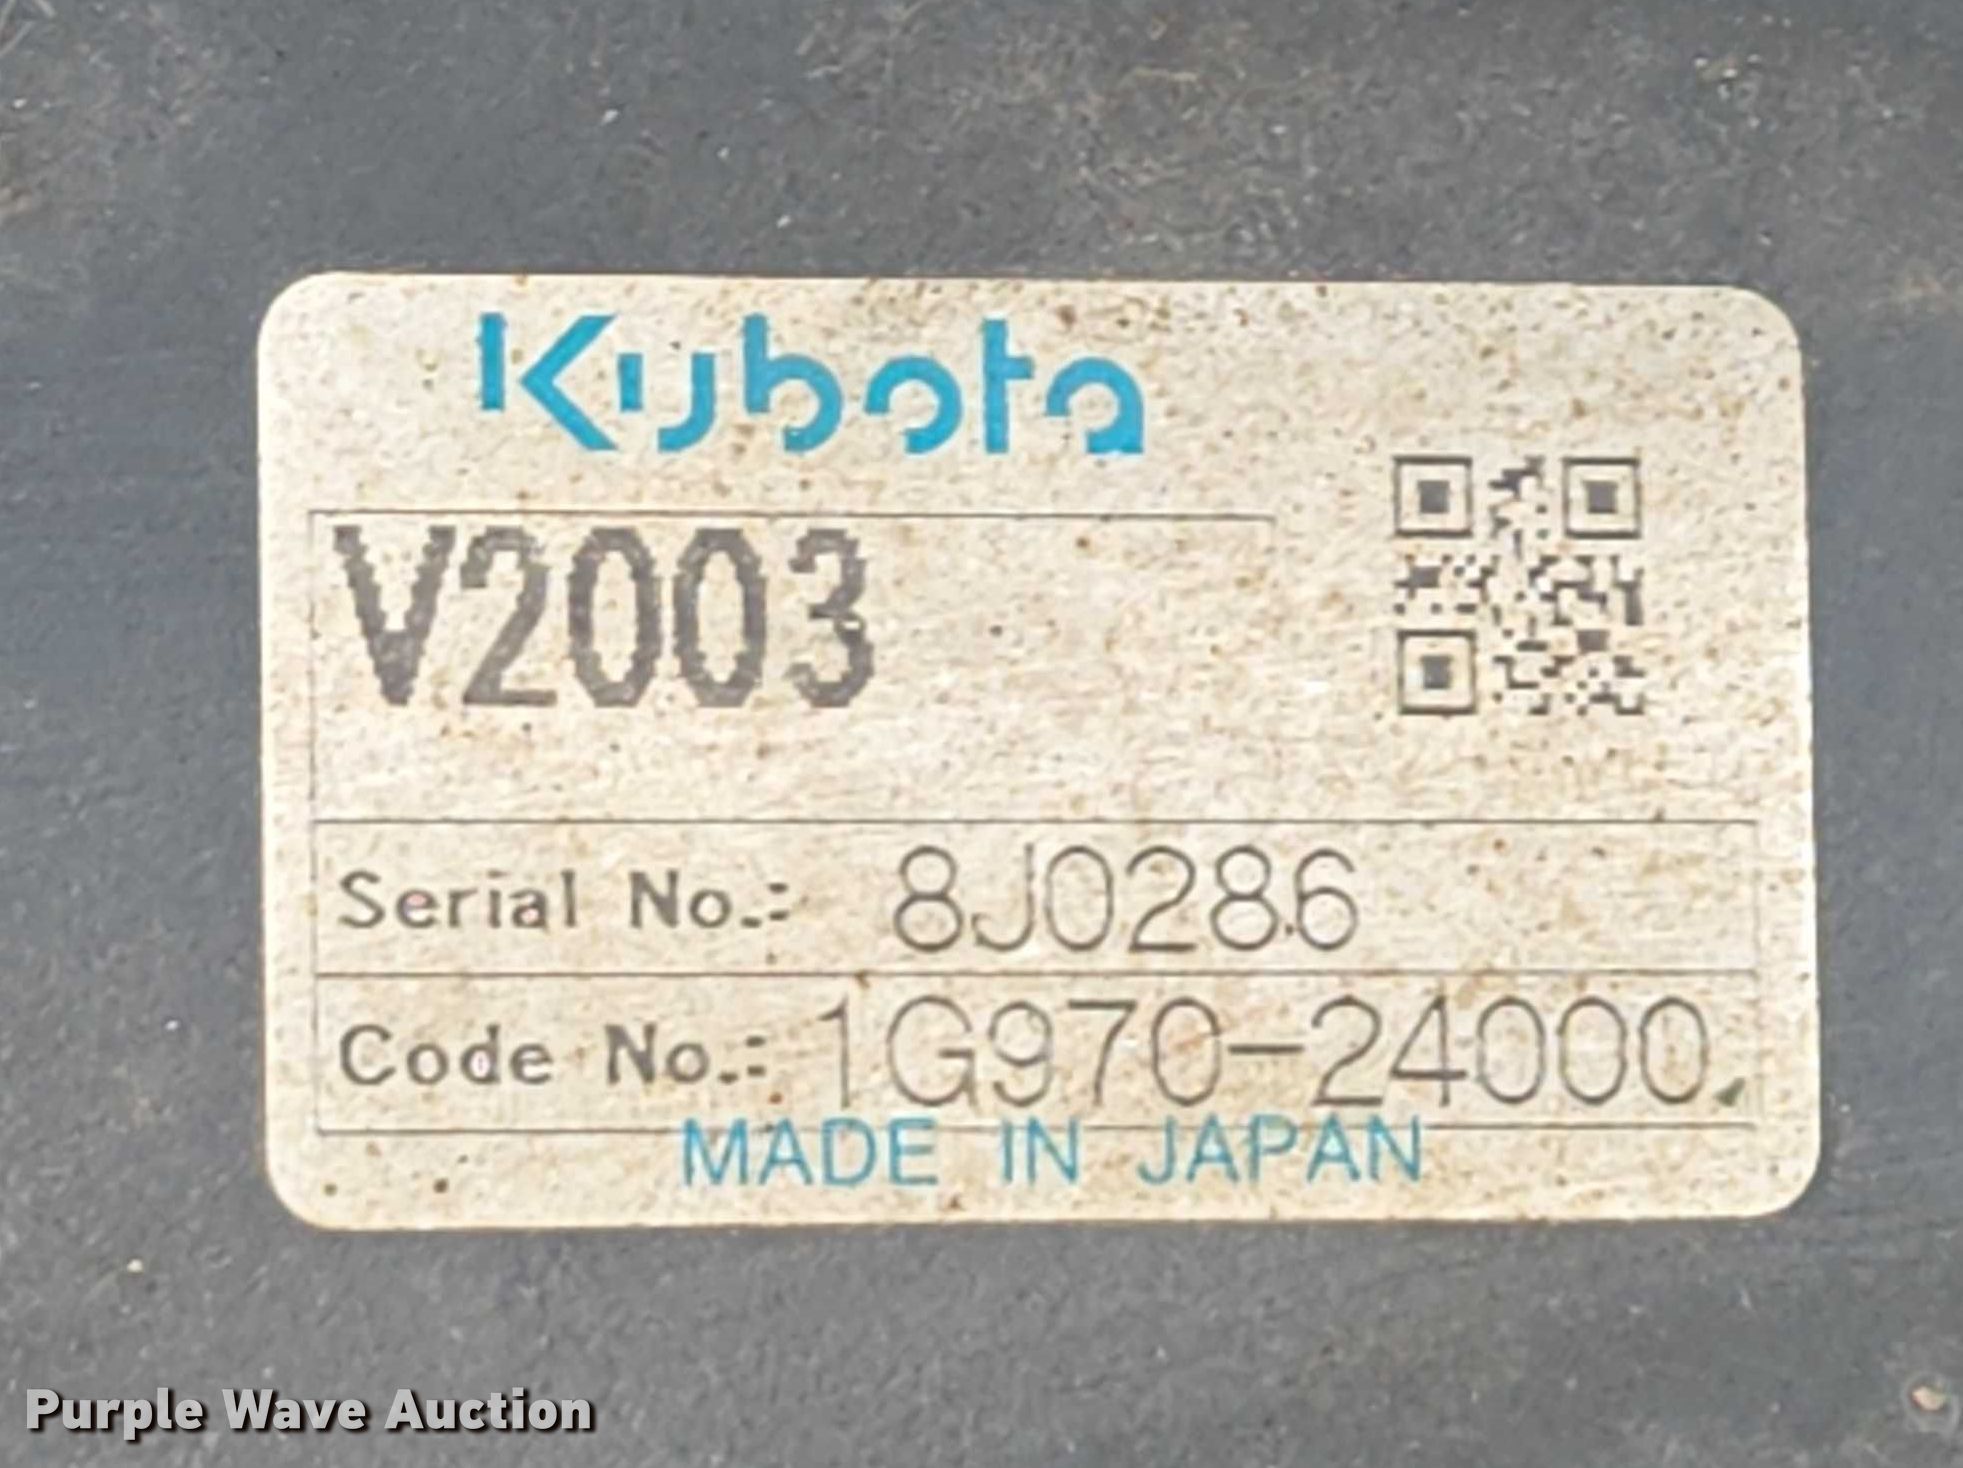 Kubota
V2003
Serial No.: 8J0286
Code No.: 1G970-24000
MADE IN JAPAN
Purple Wave Auction